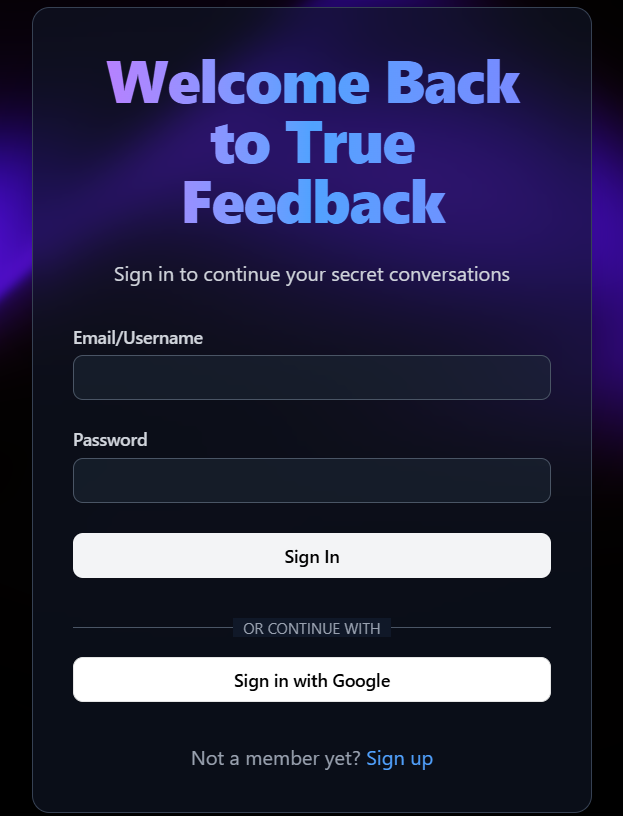 Welcome Back
to True
Feedback
Sign in to continue your secret conversations
Email/Username
Password
Sign In
OR CONTINUE WITH
Sign in with Google
Not a member yet? Sign up